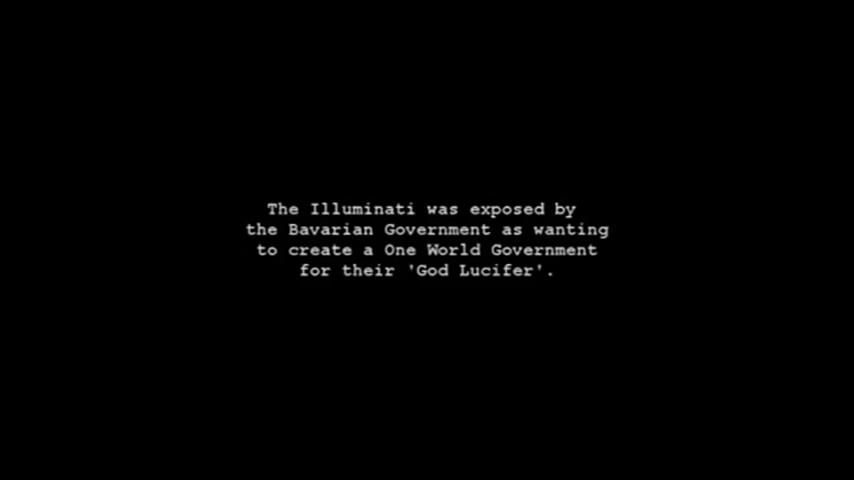 The Illuminati was exposed by
the Bavarian Government as wanting
to create a One World Government
for their 'God Lucifer'.